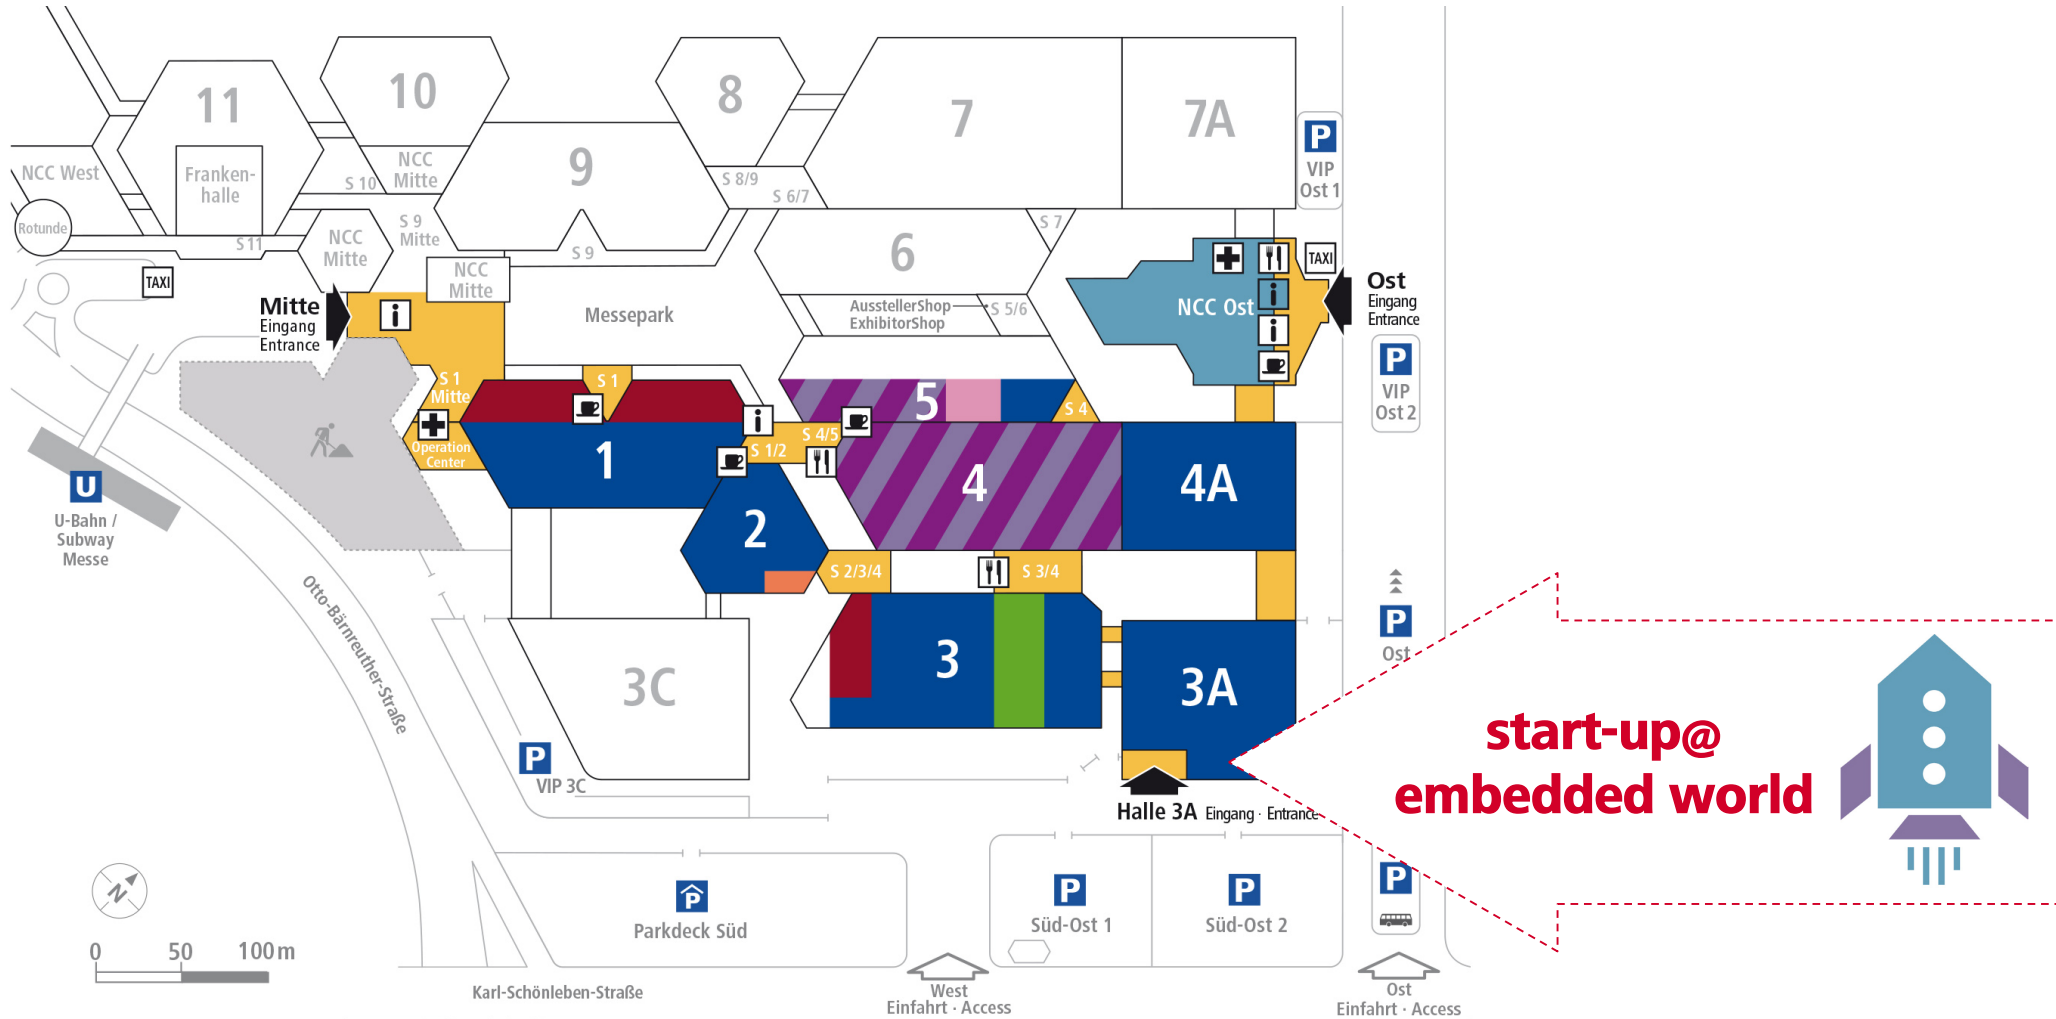 11
10
8
7
7A
P
VIP
Ost 1
NCC West
Franken-
halle
NCC
Mitte
9
S 10
S 8/9
S 6/7
Rotunde
S 11
NCC
Mitte
S 9
Mitte
S 9
6
S 7
TAXI
NCC
Mitte
TAXI
Mitte
Eingang
Entrance
i
Messepark
AusstellerShop
ExhibitorShop
S 5/6
NCC Ost
i
i
Ost
Eingang
Entrance
P
VIP
Ost 2
S 1
Mitte
S 1
5
S 4
i
S 4/5
S 1/2
Operation
Center
1
4
4A
U
U-Bahn /
Subway
Messe
2
S 2/3/4
S 3/4
Otto-Bärnreuther-Straße
P
Ost
3C
3
3A
start-up@
embedded world
P
VIP 3C
Halle 3A Eingang · Entrance
N
0 50 100 m
P
Parkdeck Süd
P
Süd-Ost 1
P
Süd-Ost 2
P
Karl-Schönleben-Straße
West
Einfahrt · Access
Ost
Einfahrt · Access